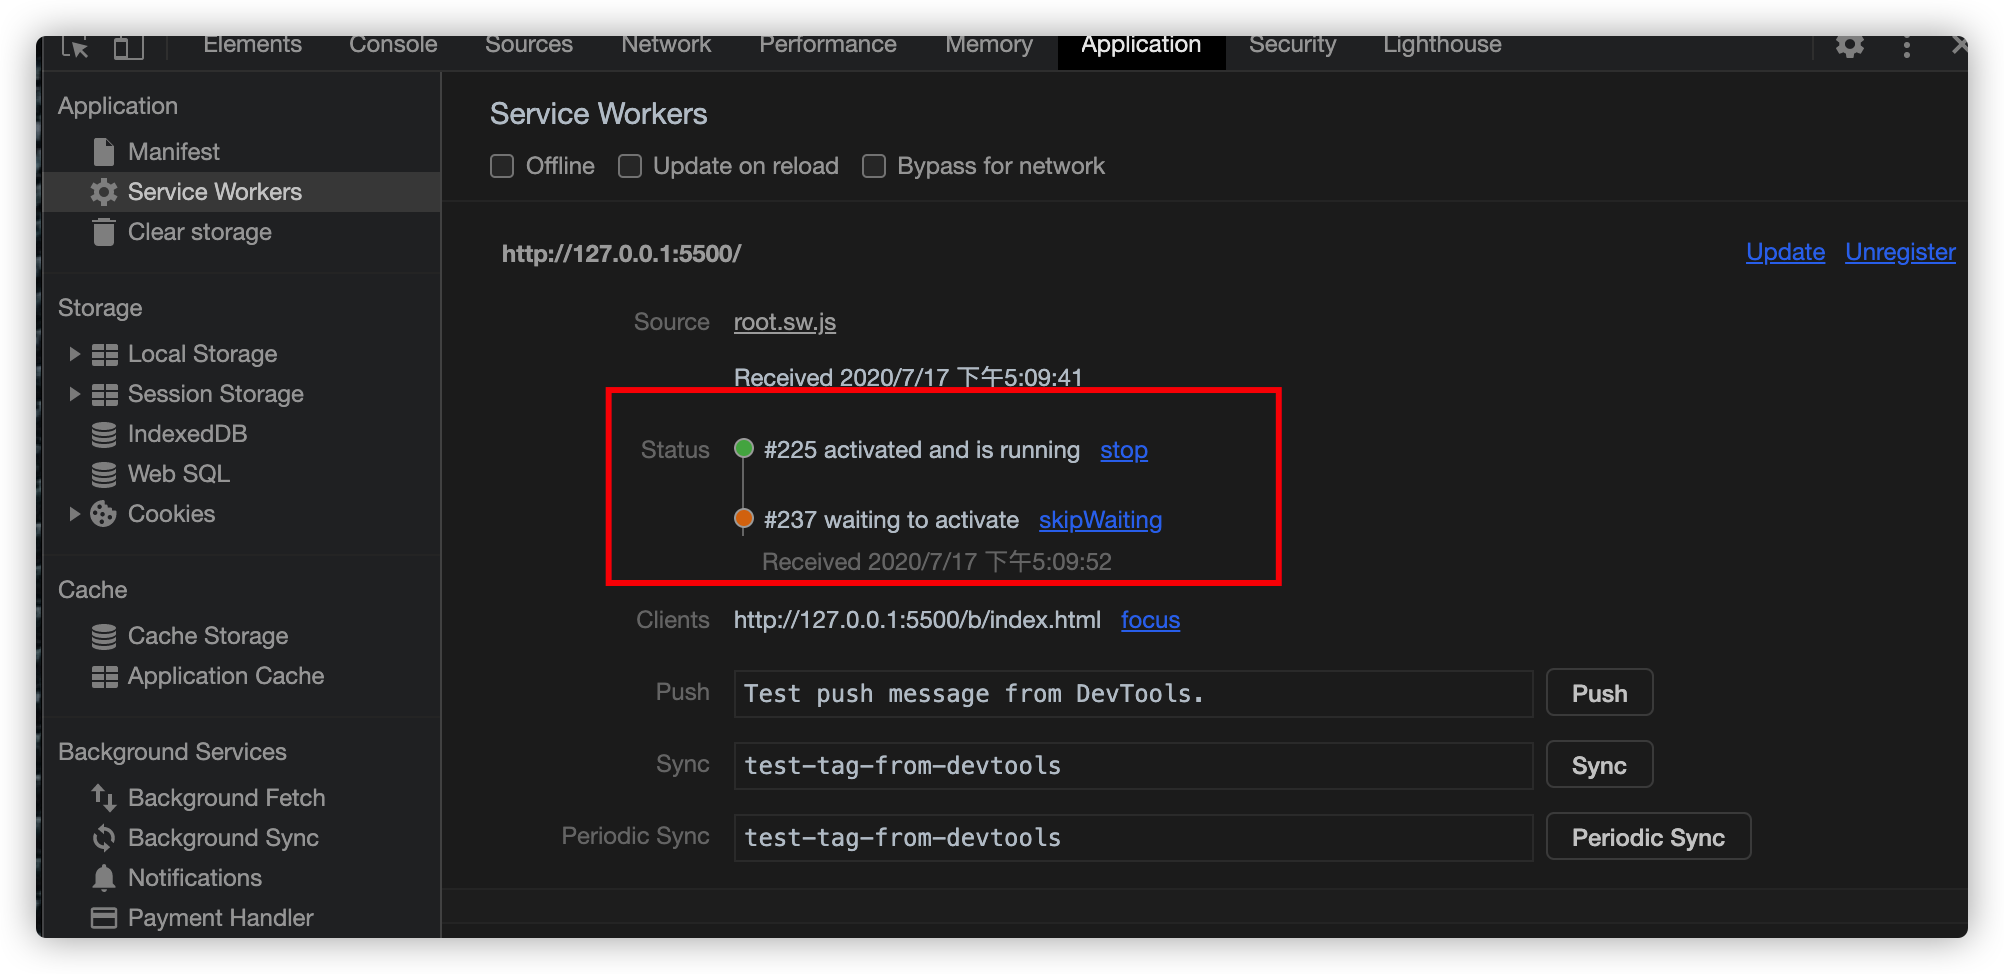 Elements Console Sources Network Performance Memory Application Security Lighthouse
Application
Manifest
Service Workers
Clear storage
Storage
Local Storage
Session Storage
IndexedDB
Web SQL
Cookies
Cache
Cache Storage
Application Cache
Background Services
Background Fetch
Background Sync
Notifications
Payment Handler
Service Workers
Offline Update on reload Bypass for network
http://127.0.0.1:5500/ Update Unregister
Source root.sw.js
Received 2020/7/17 下午5:09:41
Status #225 activated and is running stop
#237 waiting to activate skipWaiting
Received 2020/7/17 下午5:09:52
Clients http://127.0.0.1:5500/b/index.html focus
Push Test push message from DevTools. Push
Sync test-tag-from-devtools Sync
Periodic Sync test-tag-from-devtools Periodic Sync